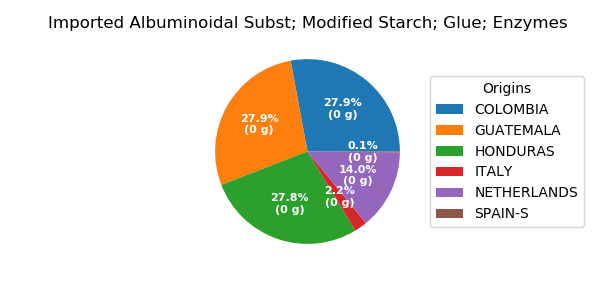 Imported Albuminoidal Subst; Modified Starch; Glue; Enzymes
27.9%
(0 g)
27.9%
(0 g)
27.8%
(0 g)
2.2%
(0 g)
14.0%
(0 g)
0.1%
(0 g)
Origins
COLOMBIA
GUATEMALA
HONDURAS
ITALY
NETHERLANDS
SPAIN-S